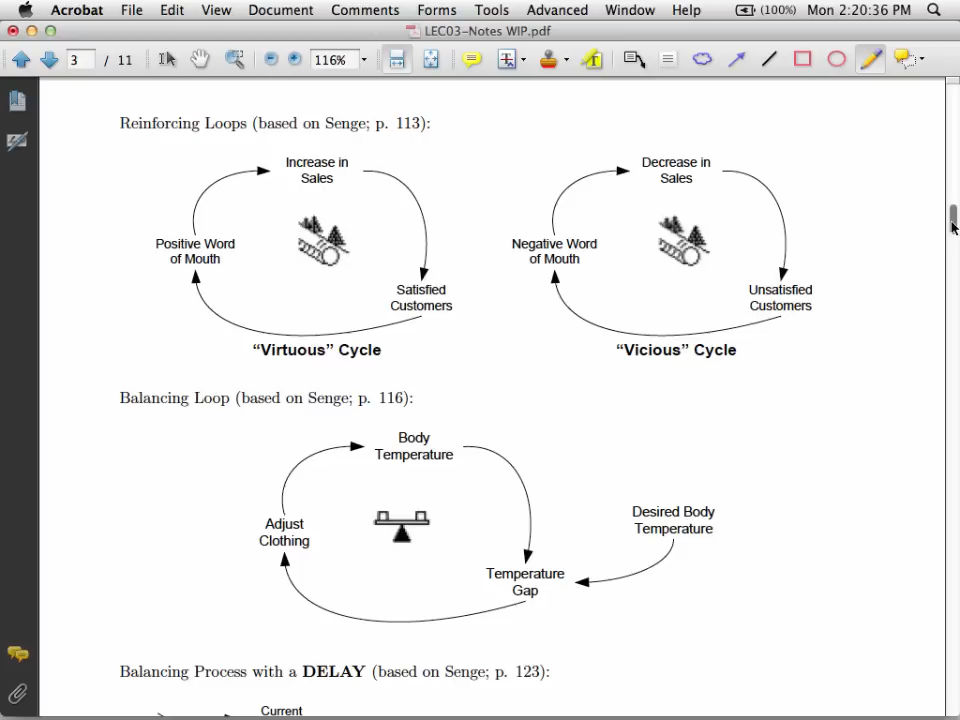 Acrobat File Edit View Document Comments Forms Tools Advanced Window Help (100%) Mon 2:20:36 PM
LEC03-Notes WIP.pdf
3 / 11 116%
Reinforcing Loops (based on Senge; p. 113):
Increase in
Sales
Positive Word
of Mouth
Satisfied
Customers
“Virtuous” Cycle
Decrease in
Sales
Negative Word
of Mouth
Unsatisfied
Customers
“Vicious” Cycle
Balancing Loop (based on Senge; p. 116):
Body
Temperature
Adjust
Clothing
Desired Body
Temperature
Temperature
Gap
Balancing Process with a DELAY (based on Senge; p. 123):
Current